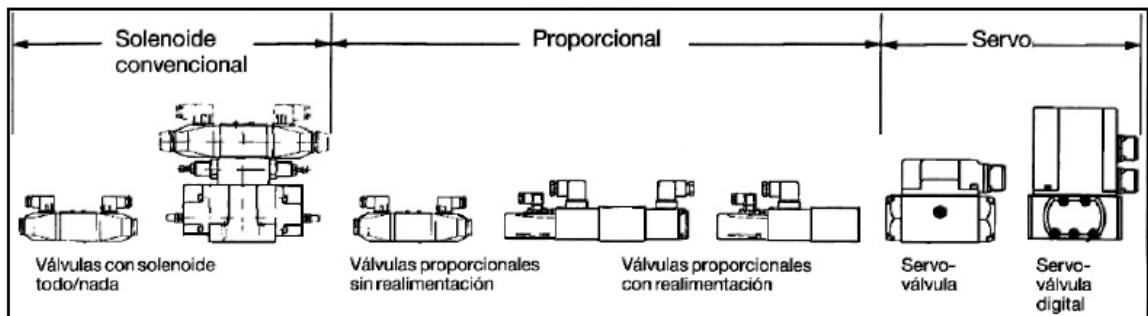 Solenoide
convencional
Proporcional
Servo
Válvulas con solenoide
todo/nada
Válvulas proporcionales
sin realimentación
Válvulas proporcionales
con realimentación
Servo-
válvula
Servo-
válvula
digital